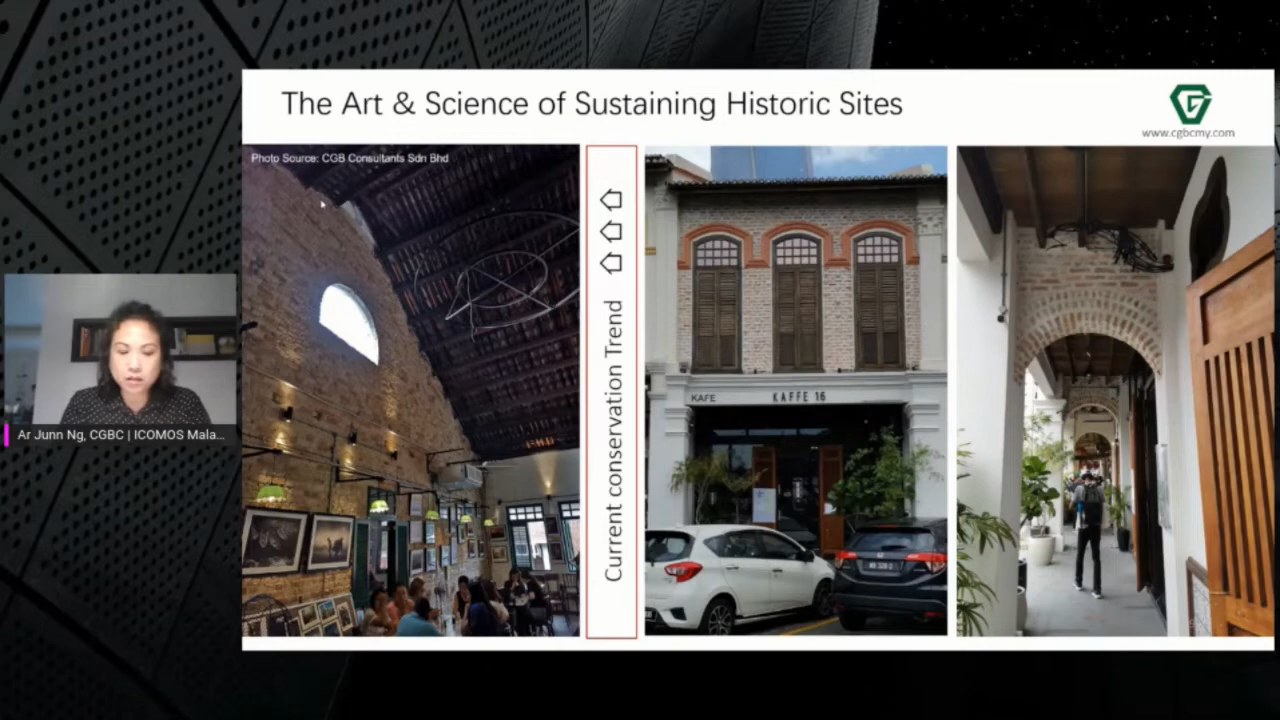 The Art & Science of Sustaining Historic Sites
www.cgbcmy.com
Photo Source: CGB Consultants Sdn Bhd
Current conservation Trend
KAFE
KAFFE 16
Ar Junn Ng, CGBC | ICOMOS Mala...